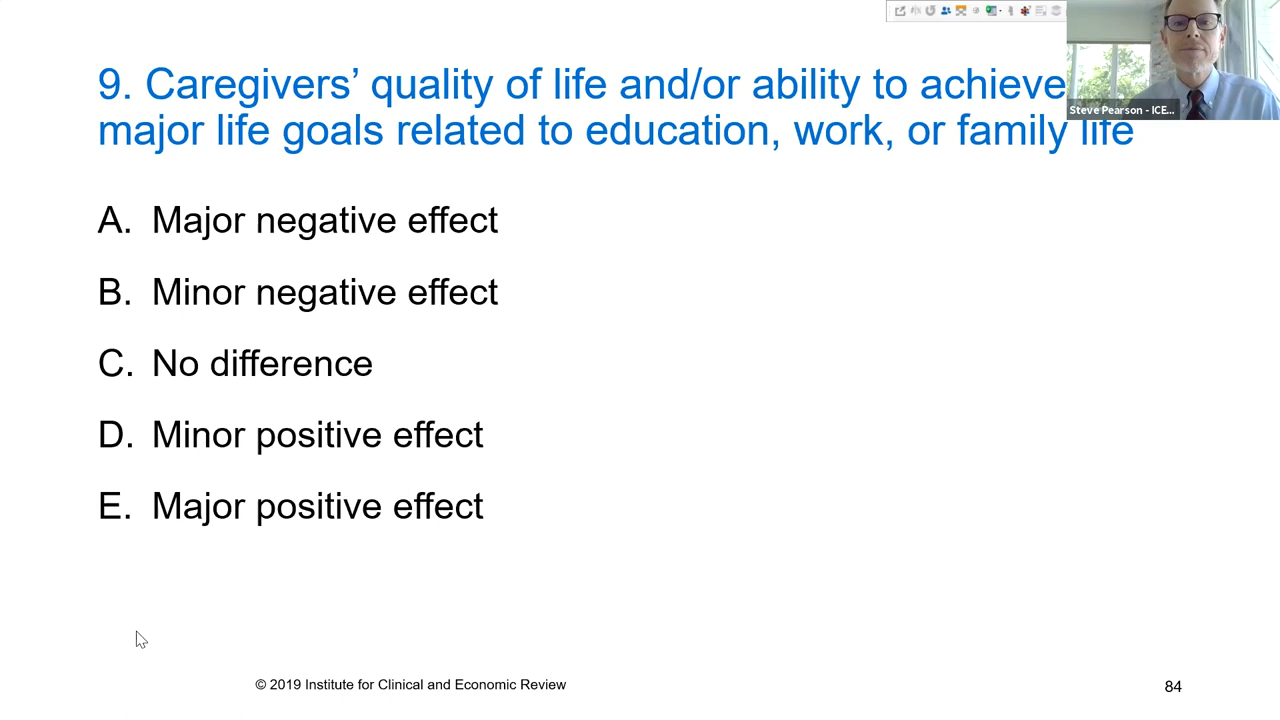 9. Caregivers’ quality of life and/or ability to achieve
major life goals related to education, work, or family life
Steve Pearson - ICE...
A. Major negative effect
B. Minor negative effect
C. No difference
D. Minor positive effect
E. Major positive effect
© 2019 Institute for Clinical and Economic Review
84